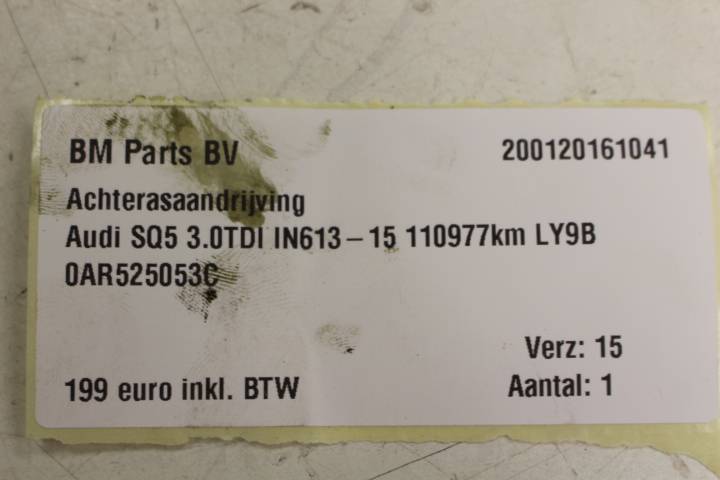 BM Parts BV 200120161041
Achterasaandrijving
Audi SQ5 3.0TDI IN613-15 110977km LY9B
0AR525053C
Verz: 15
199 euro inkl. BTW Aantal: 1